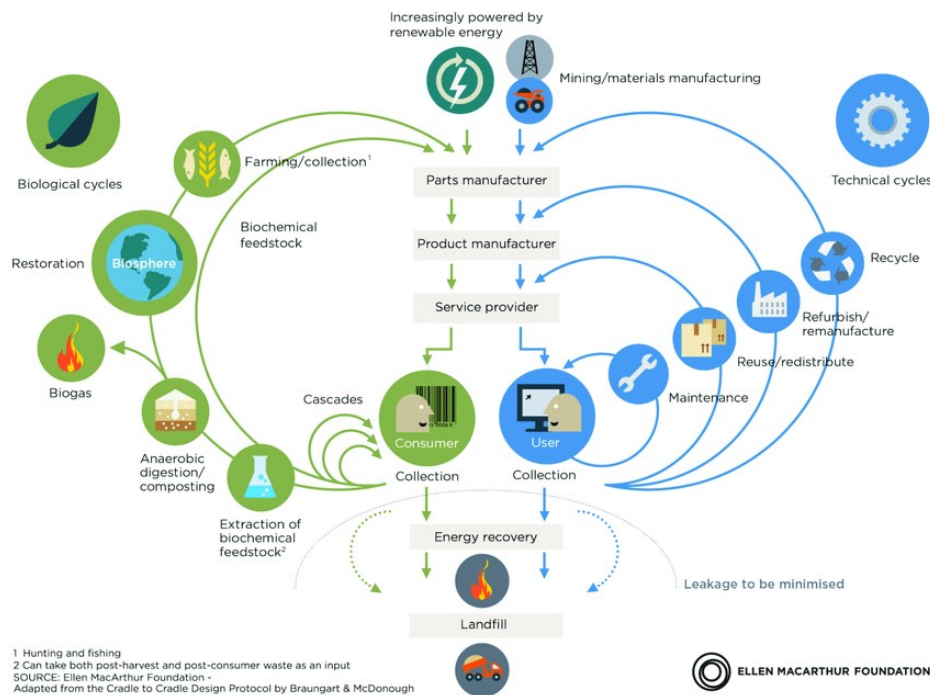 Increasingly powered by
renewable energy
Mining/materials manufacturing
Biological cycles
Farming/collection¹
Parts manufacturer
Technical cycles
Biochemical
feedstock
Product manufacturer
Restoration
Biosphere
Recycle
Service provider
Refurbish/
remanufacture
Biogas
Reuse/redistribute
Cascades
Maintenance
Consumer
User
Anaerobic
digestion/
composting
Collection
Collection
Extraction of
biochemical
feedstock²
Energy recovery
Leakage to be minimised
Landfill
1 Hunting and fishing
2 Can take both post-harvest and post-consumer waste as an input
SOURCE: Ellen MacArthur Foundation -
Adapted from the Cradle to Cradle Design Protocol by Braungart & McDonough
ELLEN MACARTHUR FOUNDATION